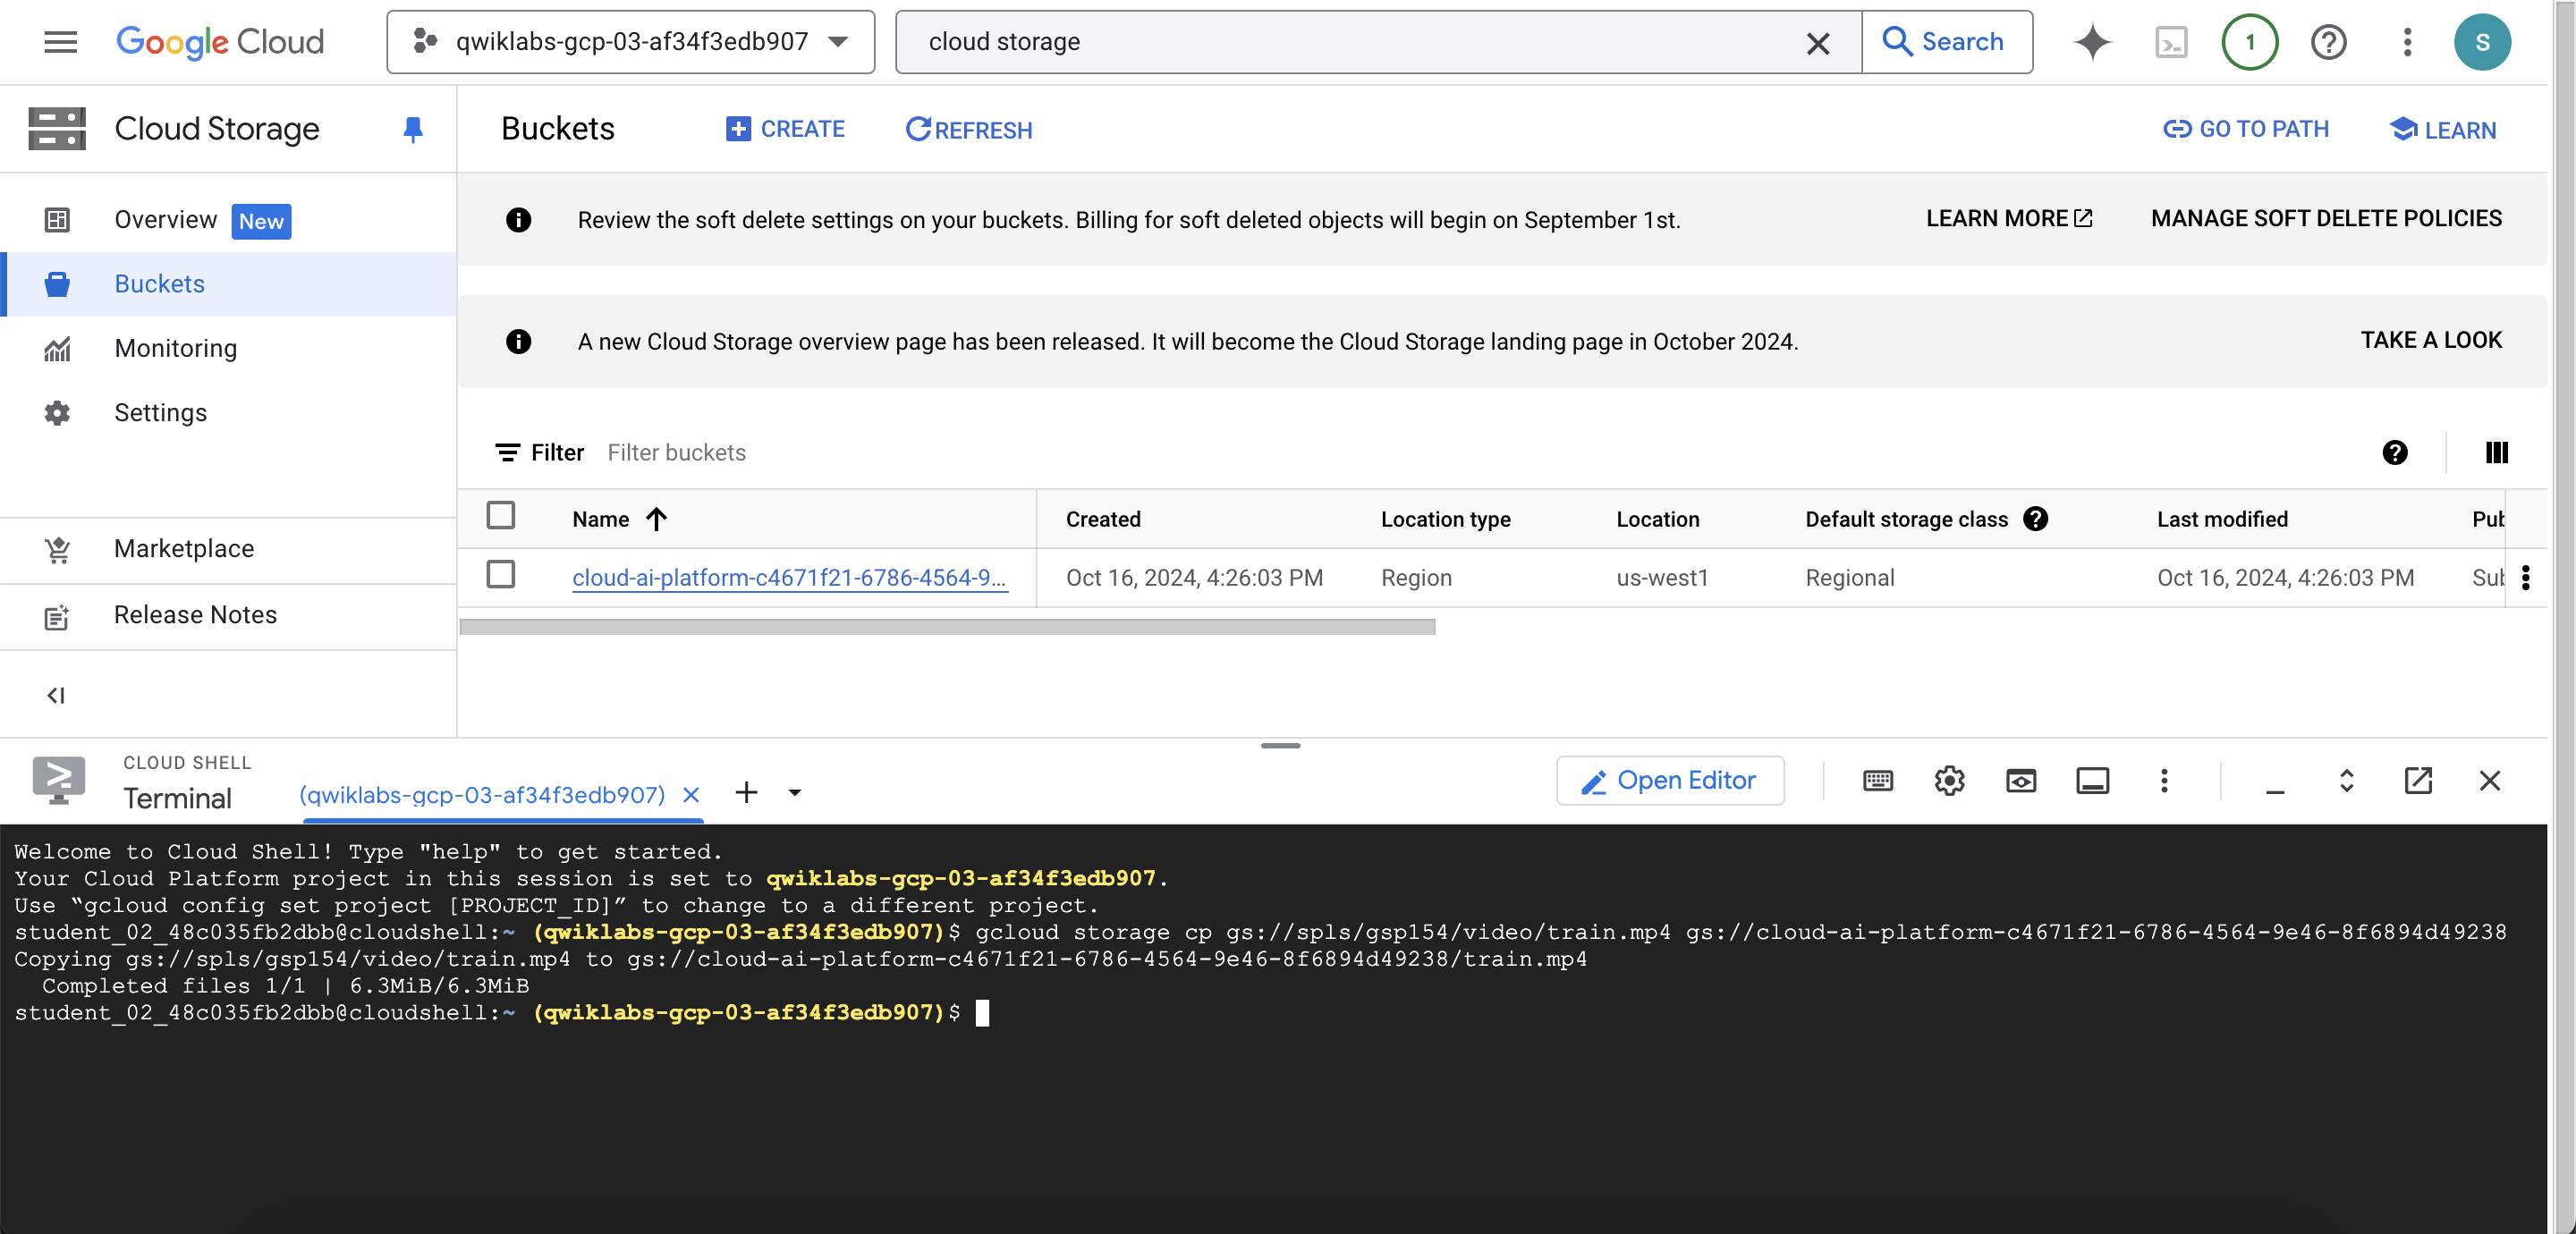 Google Cloud
qwiklabs-gcp-03-af34f3edb907
cloud storage
Search
1
S
Cloud Storage
Buckets
CREATE
REFRESH
GO TO PATH
LEARN
Overview New
Buckets
Monitoring
Settings
Marketplace
Release Notes
Review the soft delete settings on your buckets. Billing for soft deleted objects will begin on September 1st.
LEARN MORE
MANAGE SOFT DELETE POLICIES
A new Cloud Storage overview page has been released. It will become the Cloud Storage landing page in October 2024.
TAKE A LOOK
Filter Filter buckets
Name Created Location type Location Default storage class Last modified Pub
cloud-ai-platform-c4671f21-6786-4564-9... Oct 16, 2024, 4:26:03 PM Region us-west1 Regional Oct 16, 2024, 4:26:03 PM Sub
CLOUD SHELL
Terminal
(qwiklabs-gcp-03-af34f3edb907)
Open Editor
Welcome to Cloud Shell! Type "help" to get started.
Your Cloud Platform project in this session is set to qwiklabs-gcp-03-af34f3edb907.
Use “gcloud config set project [PROJECT_ID]” to change to a different project.
student_02_48c035fb2dbb@cloudshell:~ (qwiklabs-gcp-03-af34f3edb907)$ gcloud storage cp gs://spls/gsp154/video/train.mp4 gs://cloud-ai-platform-c4671f21-6786-4564-9e46-8f6894d49238
Copying gs://spls/gsp154/video/train.mp4 to gs://cloud-ai-platform-c4671f21-6786-4564-9e46-8f6894d49238/train.mp4
Completed files 1/1 | 6.3MiB/6.3MiB
student_02_48c035fb2dbb@cloudshell:~ (qwiklabs-gcp-03-af34f3edb907)$